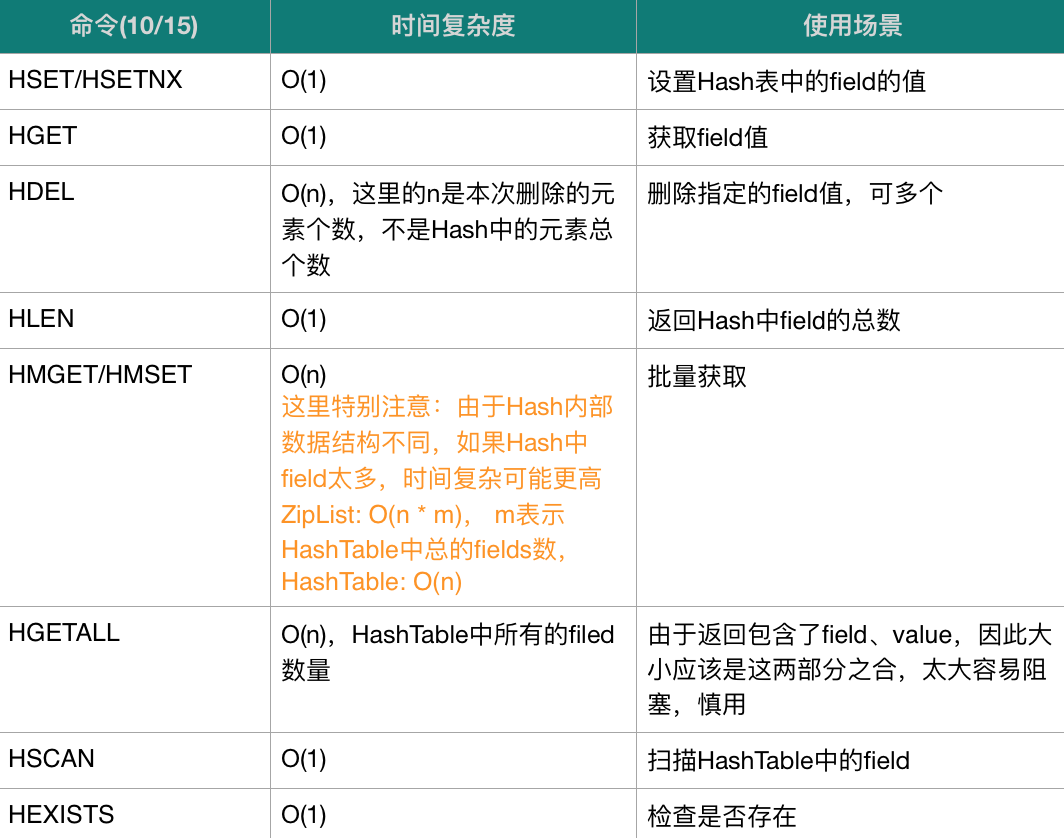 命令(10/15)
时间复杂度
使用场景
HSET/HSETNX
O(1)
设置Hash表中的field的值
HGET
O(1)
获取field值
HDEL
O(n)，这里的n是本次删除的元
素个数，不是Hash中的元素总
个数
删除指定的field值，可多个
HLEN
O(1)
返回Hash中field的总数
HMGET/HMSET
O(n)
这里特别注意：由于Hash内部
数据结构不同，如果Hash中
field太多，时间复杂可能更高
ZipList: O(n * m)， m表示
HashTable中总的fields数，
HashTable: O(n)
批量获取
HGETALL
O(n)，HashTable中所有的filed
数量
由于返回包含了field、value，因此大
小应该是这两部分之合，太大容易阻
塞，慎用
HSCAN
O(1)
扫描HashTable中的field
HEXISTS
O(1)
检查是否存在